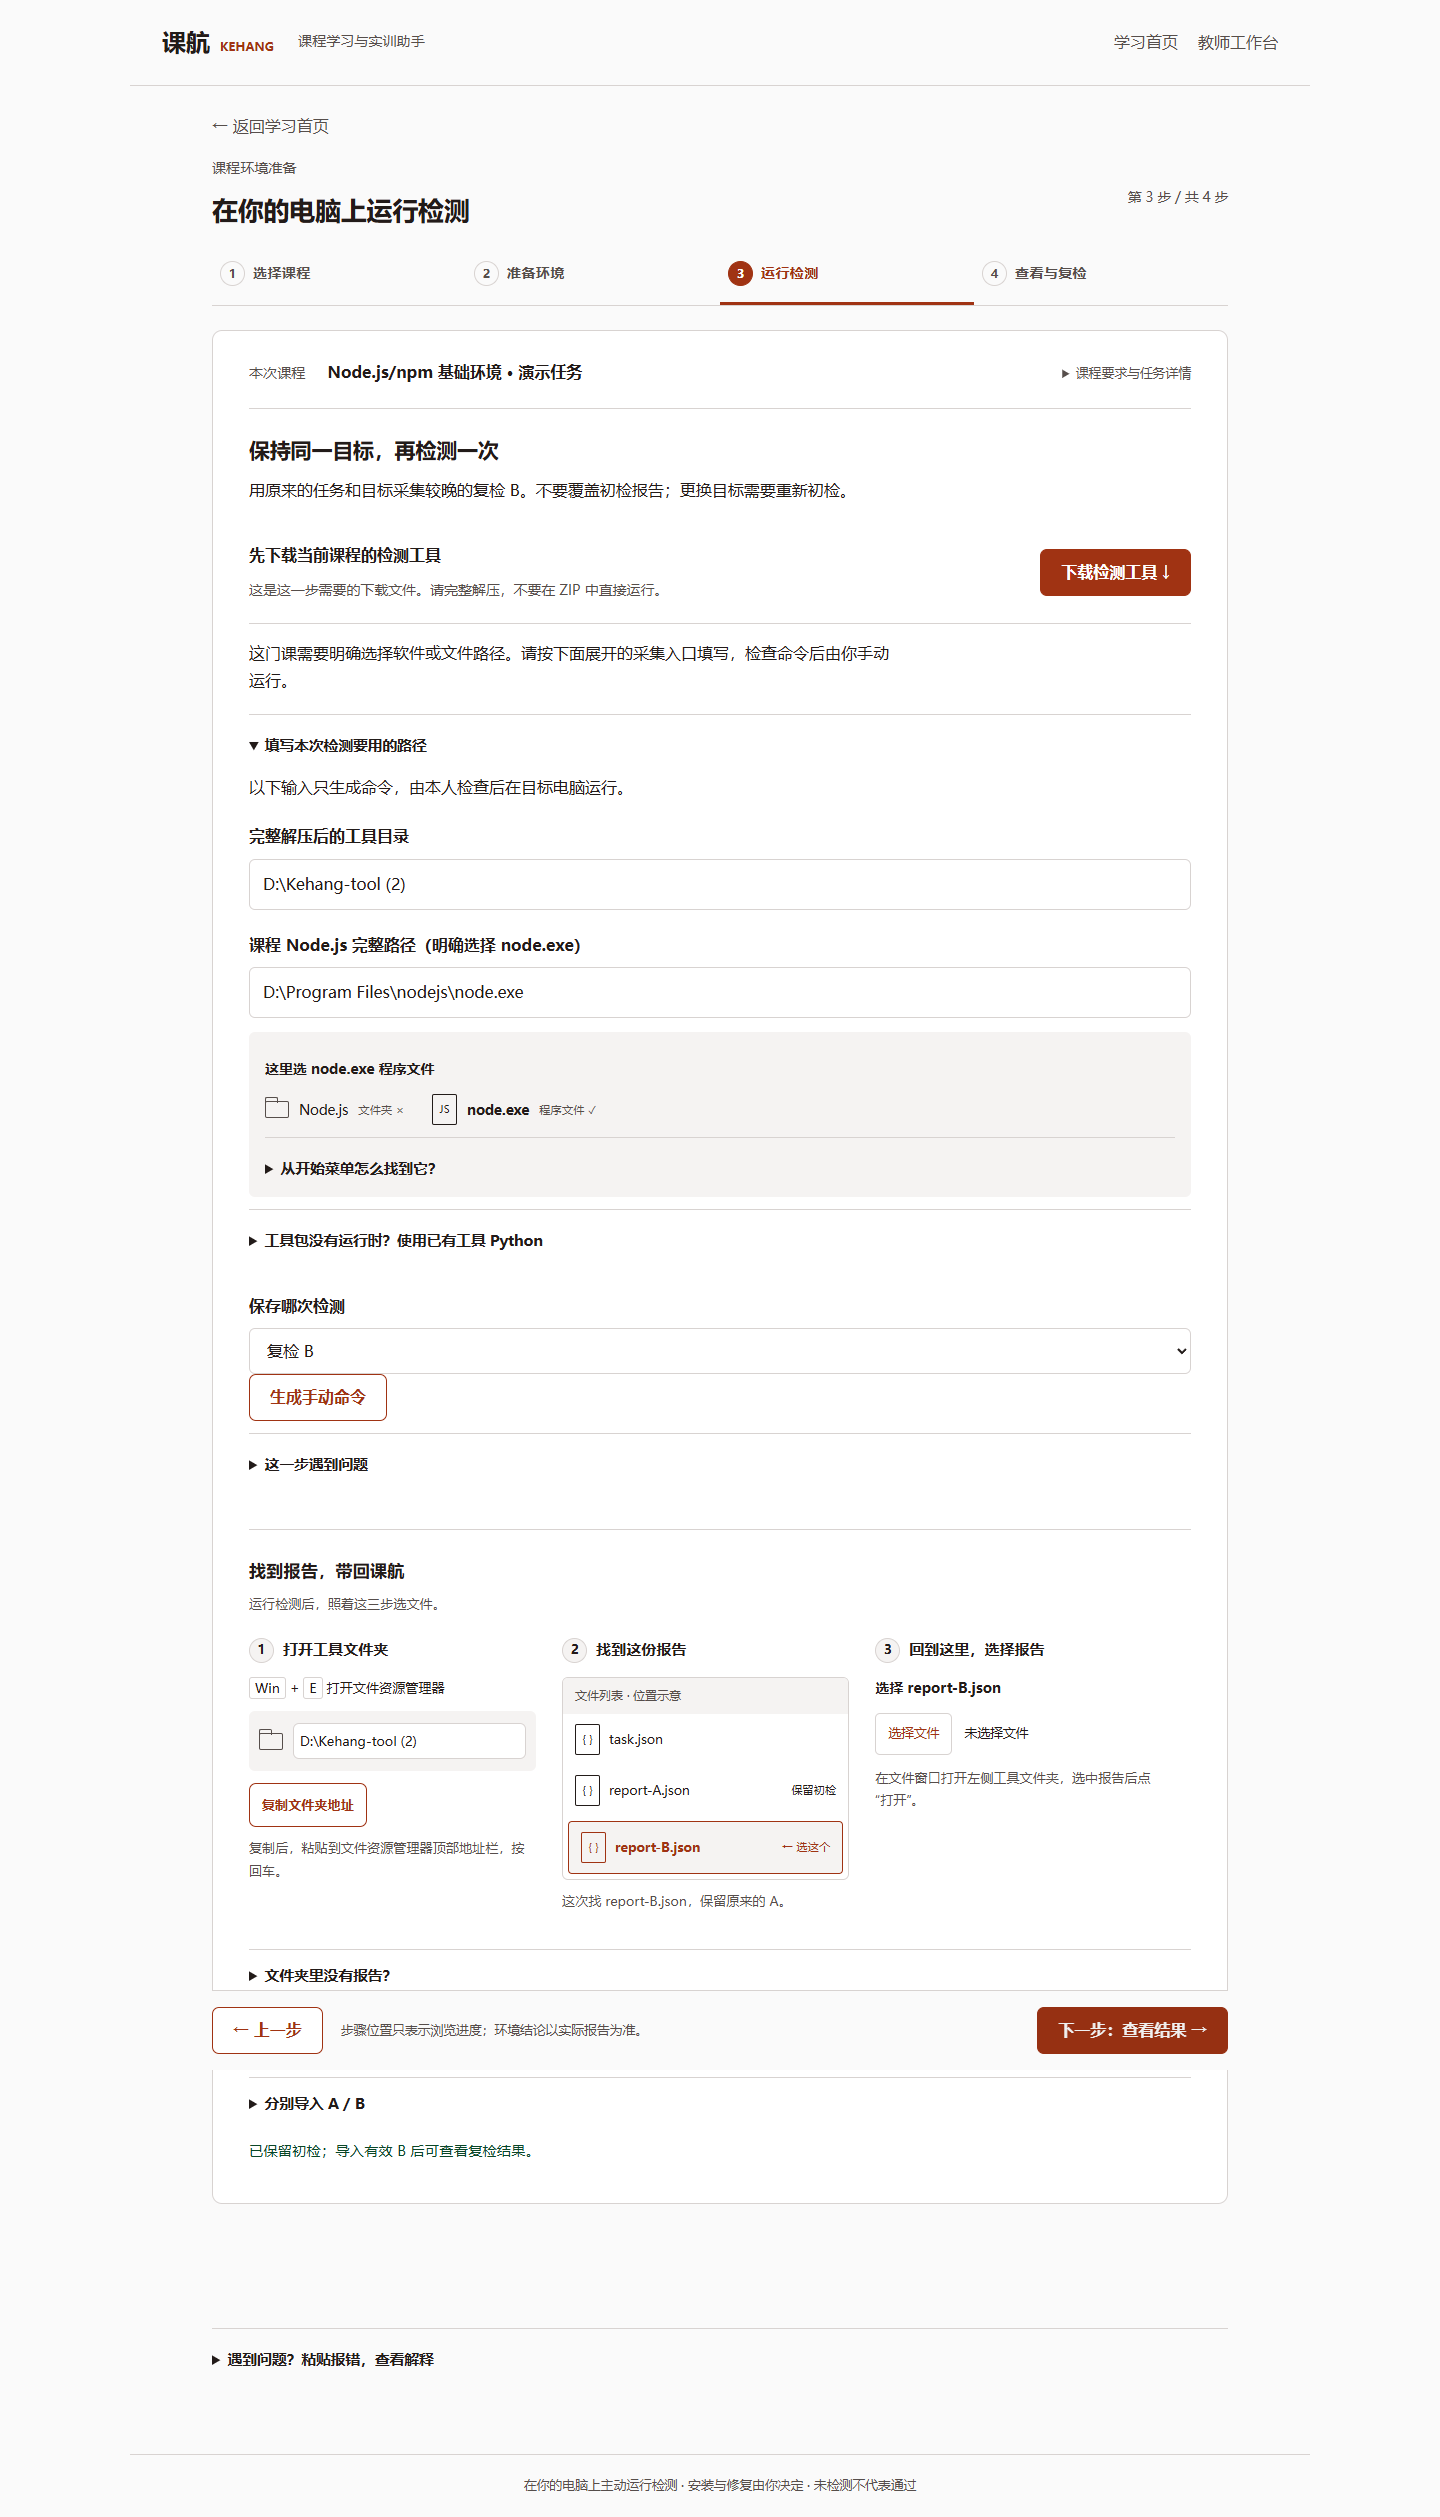 课航 KEHANG 课程学习与实训助手 学习首页 教师工作台
← 返回学习首页
课程环境准备
在你的电脑上运行检测
第 3 步 / 共 4 步
1 选择课程 2 准备环境 3 运行检测 4 查看与复检
本次课程 Node.js/npm 基础环境 • 演示任务 ▶ 课程要求与任务详情
保持同一目标，再检测一次
用原来的任务和目标采集较晚的复检 B。不要覆盖初检报告；更换目标需要重新初检。
先下载当前课程的检测工具
这是这一步需要的下载文件。请完整解压，不要在 ZIP 中直接运行。
下载检测工具 ↓
这门课需要明确选择软件或文件路径。请按下面展开的采集入口填写，检查命令后由你手动
运行。
▼ 填写本次检测要用的路径
以下输入只生成命令，由本人检查后在目标电脑运行。
完整解压后的工具目录
D:\Kehang-tool (2)
课程 Node.js 完整路径（明确选择 node.exe）
D:\Program Files\nodejs\node.exe
这里选 node.exe 程序文件
Node.js 文件夹 × JS node.exe 程序文件 ✓
▶ 从开始菜单怎么找到它？
▶ 工具包没有运行时？使用已有工具 Python
保存哪次检测
复检 B
生成手动命令
▶ 这一步遇到问题
找到报告，带回课航
运行检测后，照着这三步选文件。
1 打开工具文件夹
Win + E 打开文件资源管理器
D:\Kehang-tool (2)
复制文件夹地址
复制后，粘贴到文件资源管理器顶部地址栏，按
回车。
2 找到这份报告
文件列表 · 位置示意
{ } task.json
{ } report-A.json 保留初检
{ } report-B.json ← 选这个
这次找 report-B.json，保留原来的 A。
3 回到这里，选择报告
选择 report-B.json
选择文件 未选择文件
在文件窗口打开左侧工具文件夹，选中报告后点
“打开”。
▶ 文件夹里没有报告？
← 上一步 步骤位置只表示浏览进度；环境结论以实际报告为准。 下一步：查看结果 →
▶ 分别导入 A / B
已保留初检；导入有效 B 后可查看复检结果。
▶ 遇到问题？粘贴报错，查看解释
在你的电脑上主动运行检测 · 安装与修复由你决定 · 未检测不代表通过